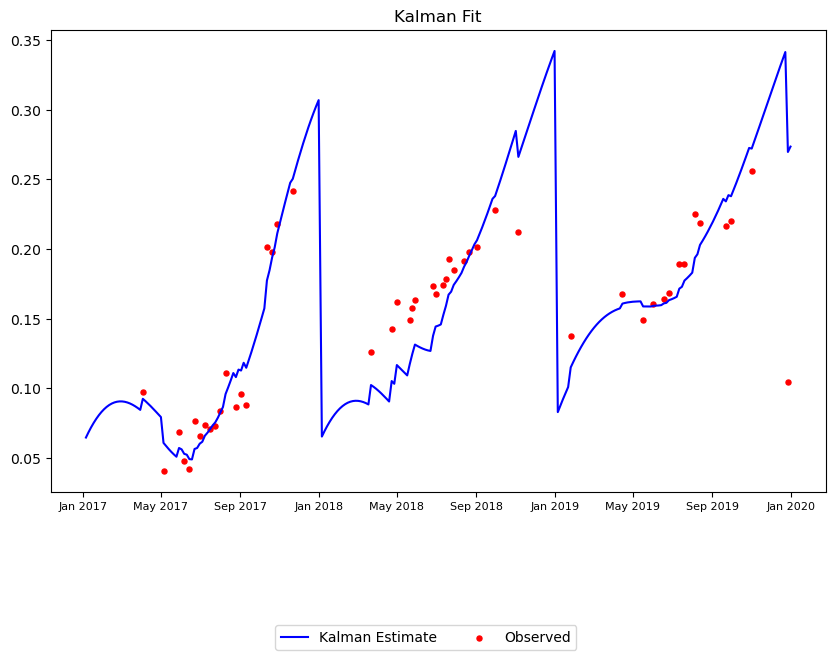 Kalman Fit
0.35
0.30
0.25
0.20
0.15
0.10
0.05
Jan 2017 May 2017 Sep 2017 Jan 2018 May 2018 Sep 2018 Jan 2019 May 2019 Sep 2019 Jan 2020
Kalman Estimate Observed